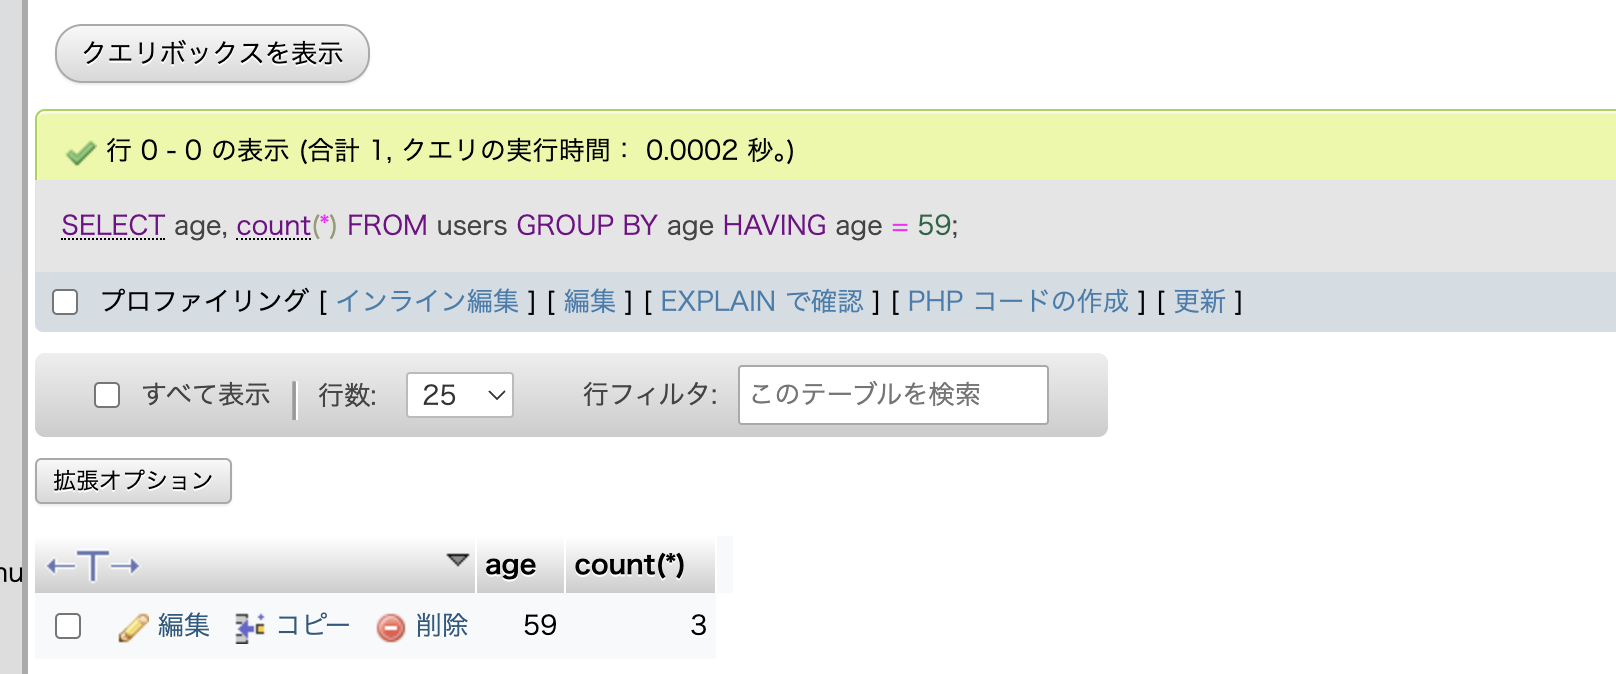 クエリボックスを表示
行 0 - 0 の表示 (合計 1, クエリの実行時間： 0.0002 秒。)
SELECT age, count(*) FROM users GROUP BY age HAVING age = 59;
プロファイリング [ インライン編集 ] [ 編集 ] [ EXPLAIN で確認 ] [ PHP コードの作成 ] [ 更新 ]
すべて表示 | 行数: 25 行フィルタ: このテーブルを検索
拡張オプション
nu ←T→ age count(*)
編集 コピー 削除 59 3